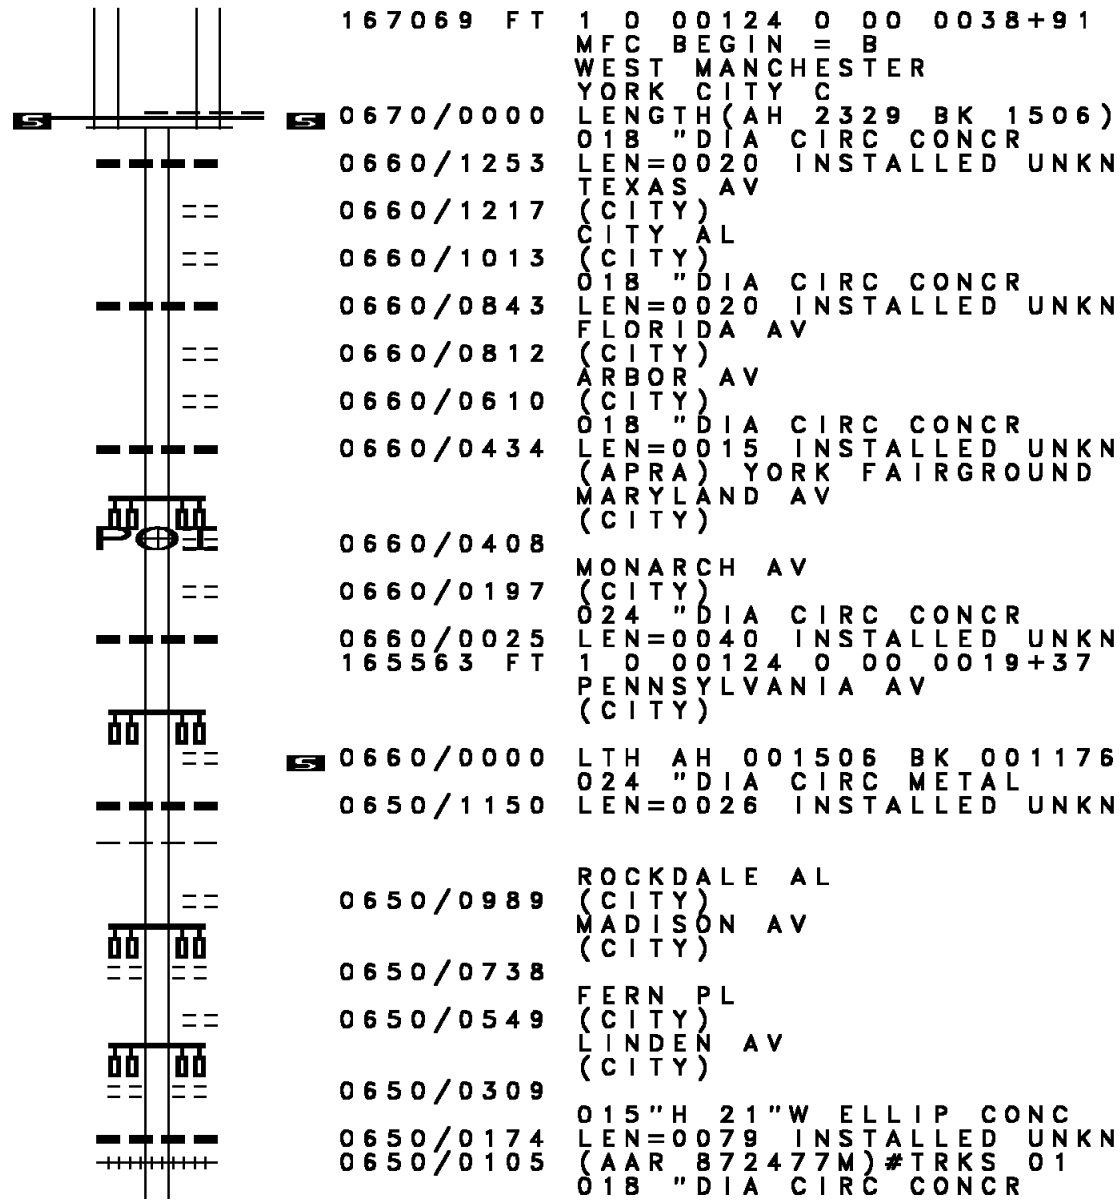 167069 FT 1 0 00124 0 00 0038+91
MFC BEGIN = B
WEST MANCHESTER
YORK CITY C
S S 0670/0000 LENGTH(AH 2329 BK 1506)
018 "DIA CIRC CONCR
0660/1253 LEN=0020 INSTALLED UNKN
TEXAS AV
0660/1217 (CITY)
CITY AL
0660/1013 (CITY)
018 "DIA CIRC CONCR
0660/0843 LEN=0020 INSTALLED UNKN
FLORIDA AV
0660/0812 (CITY)
ARBOR AV
0660/0610 (CITY)
018 "DIA CIRC CONCR
0660/0434 LEN=0015 INSTALLED UNKN
(APRA) YORK FAIRGROUND
MARYLAND AV
(CITY)
POI 0660/0408
MONARCH AV
0660/0197 (CITY)
024 "DIA CIRC CONCR
0660/0025 LEN=0040 INSTALLED UNKN
165563 FT 1 0 00124 0 00 0019+37
PENNSYLVANIA AV
(CITY)
S 0660/0000 LTH AH 001506 BK 001176
024 "DIA CIRC METAL
0650/1150 LEN=0026 INSTALLED UNKN
ROCKDALE AL
0650/0989 (CITY)
MADISON AV
(CITY)
0650/0738
FERN PL
0650/0549 (CITY)
LINDEN AV
(CITY)
0650/0309
015"H 21"W ELLIP CONC
0650/0174 LEN=0079 INSTALLED UNKN
0650/0105 (AAR 872477M)#TRKS 01
018 "DIA CIRC CONCR